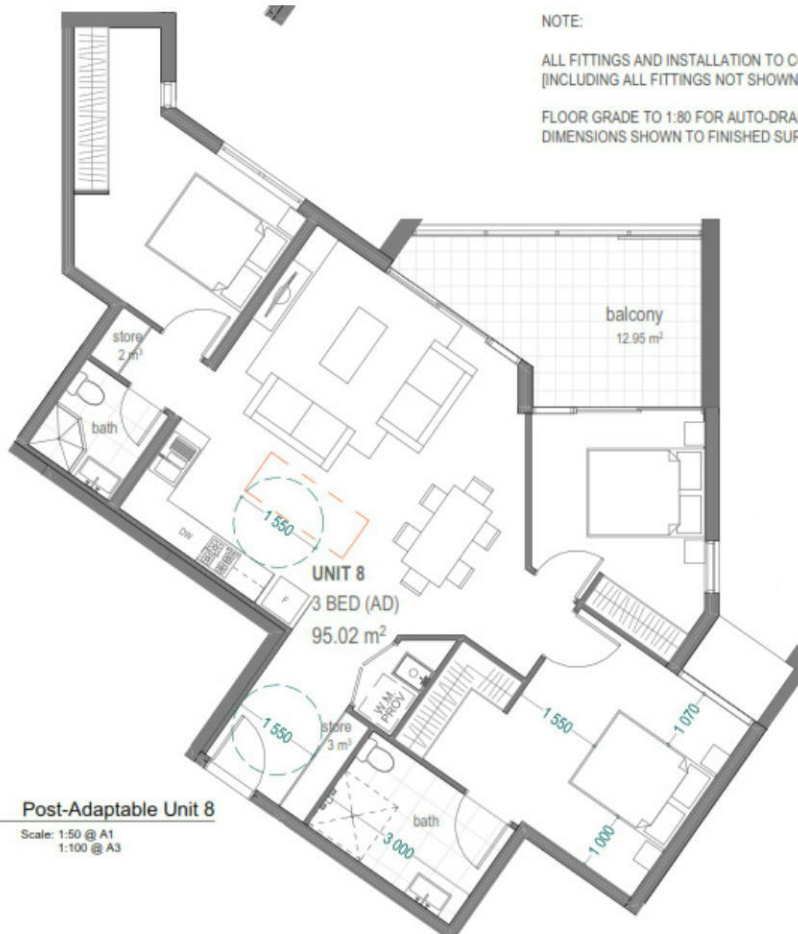 NOTE:
ALL FITTINGS AND INSTALLATION TO
[INCLUDING ALL FITTINGS NOT SHOWN
FLOOR GRADE TO 1:80 FOR
DIMENSIONS SHOWN TO FINISHED
balcony
12.95 m²
store
2 m³
bath
1 550
DW
UNIT 8
3 BED (AD)
95.02 m²
F
W.M.
PROV
1 550
store
3 m³
1 550
1 070
bath
3 000
1 000
Post-Adaptable Unit 8
Scale: 1:50 @ A1
1:100 @ A3